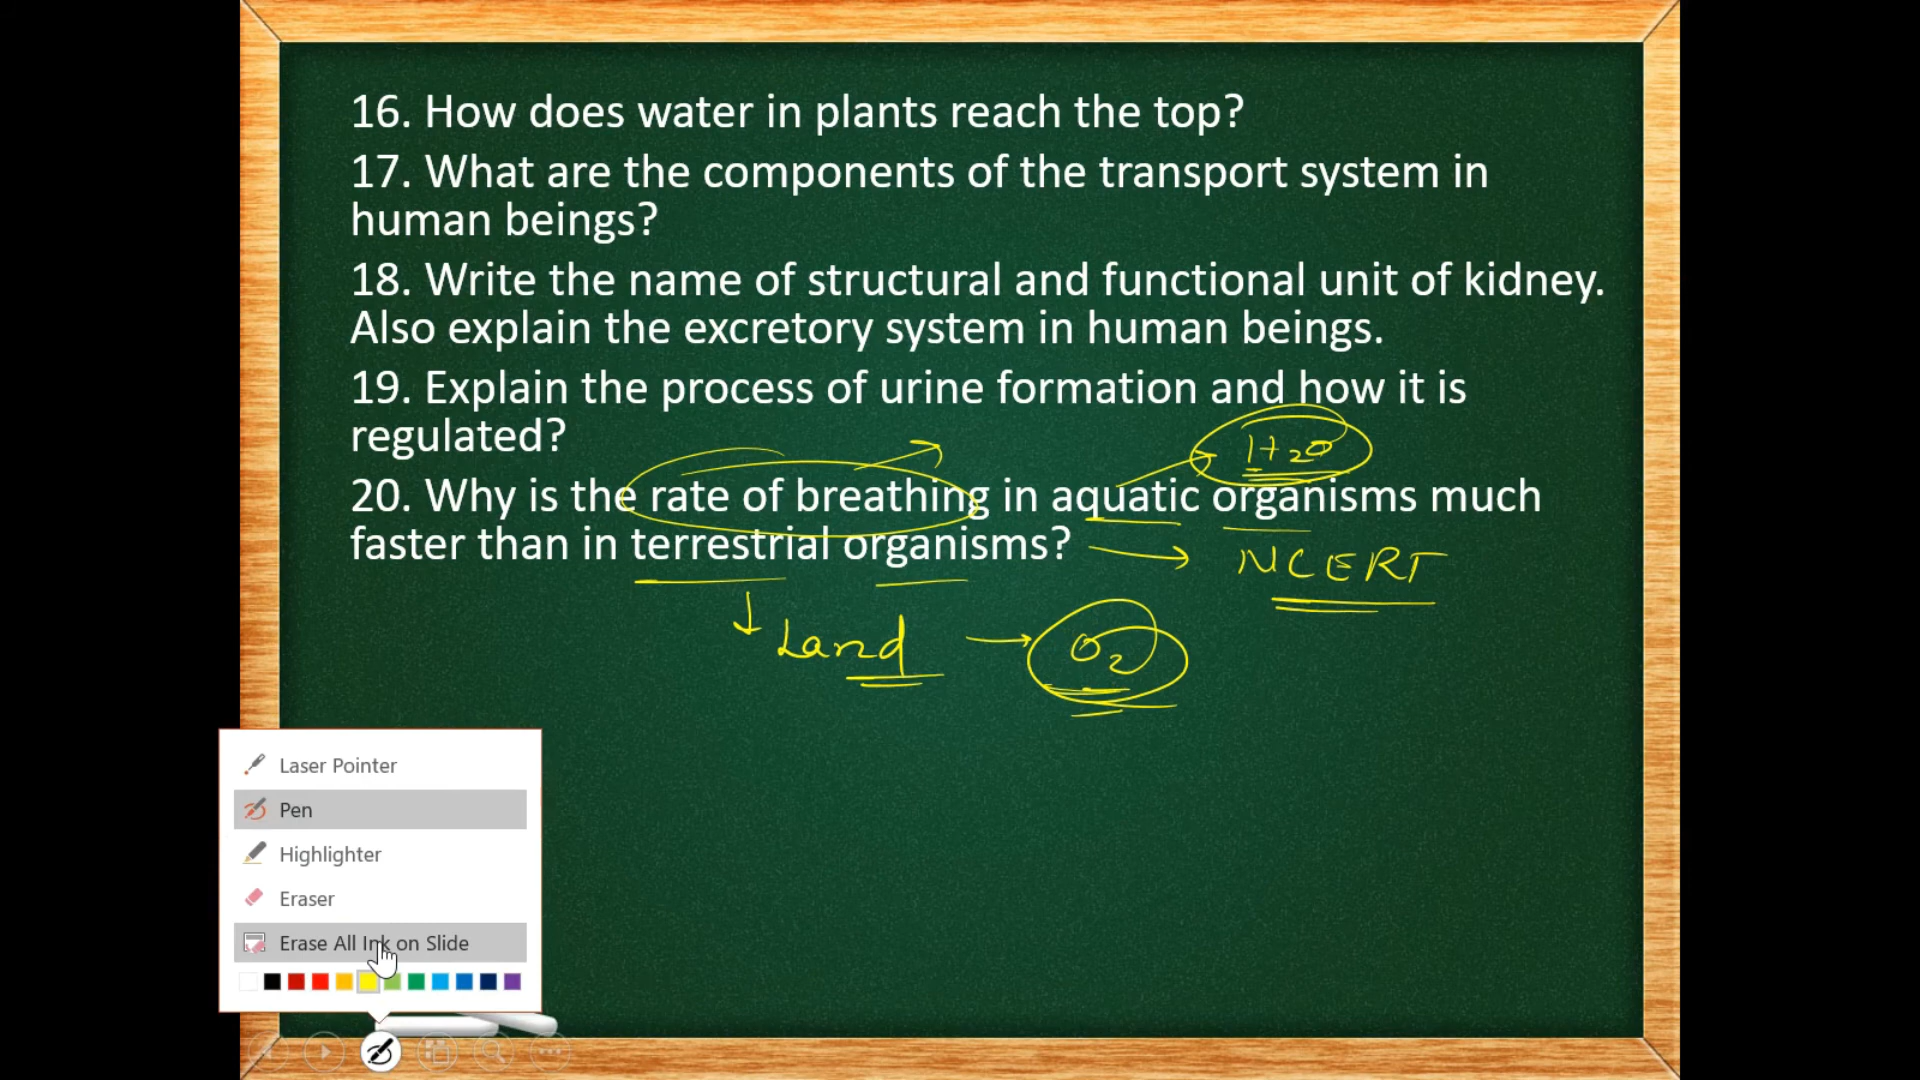 16. How does water in plants reach the top?
17. What are the components of the transport system in
human beings?
18. Write the name of structural and functional unit of kidney.
Also explain the excretory system in human beings.
19. Explain the process of urine formation and how it is
regulated?
H2O
20. Why is the rate of breathing in aquatic organisms much
faster than in terrestrial organisms?
NCERT
Land
O2
Laser Pointer
Pen
Highlighter
Eraser
Erase All Ink on Slide